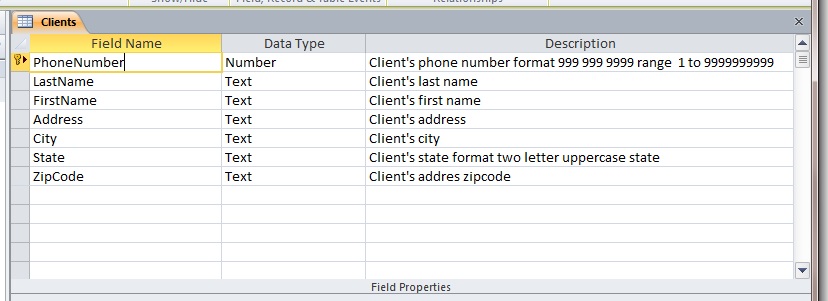 Show/Hide Field, Record & Table Events Relationships
Clients
Field Name Data Type Description
PhoneNumber Number Client's phone number format 999 999 9999 range 1 to 9999999999
LastName Text Client's last name
FirstName Text Client's first name
Address Text Client's address
City Text Client's city
State Text Client's state format two letter uppercase state
ZipCode Text Client's addres zipcode
Field Properties